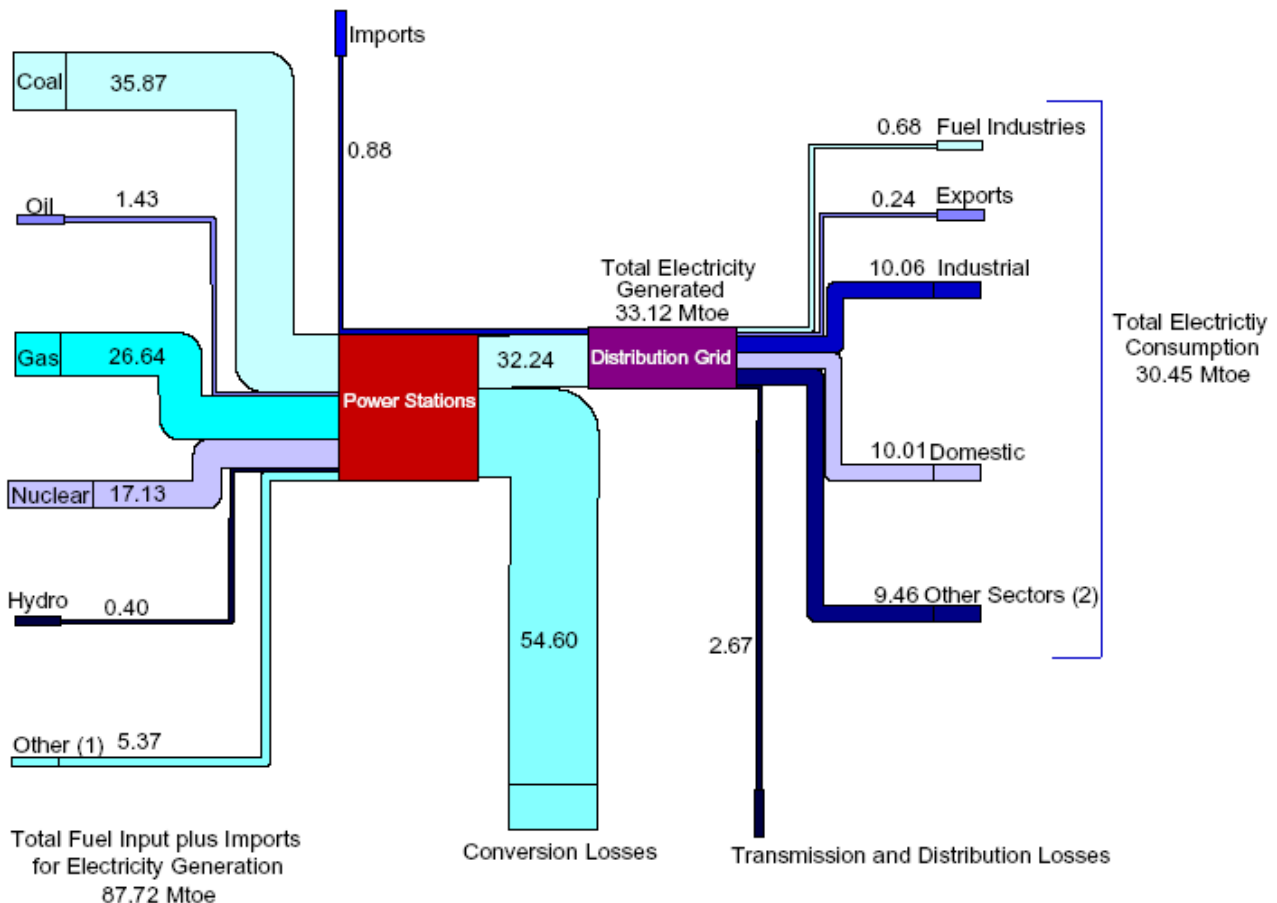 Imports
Coal
35.87
0.88
0.68 Fuel Industries
Oil
1.43
0.24
Exports
10.06 Industrial
Total Electricity
Generated
33.12 Mtoe
Total Electrictiy
Consumption
30.45 Mtoe
Gas
26.64
32.24
Distribution Grid
Power Stations
10.01 Domestic
Nuclear
17.13
Hydro
0.40
9.46 Other Sectors (2)
54.60
2.67
Other (1)
5.37
Total Fuel Input plus Imports
for Electricity Generation
87.72 Mtoe
Conversion Losses
Transmission and Distribution Losses